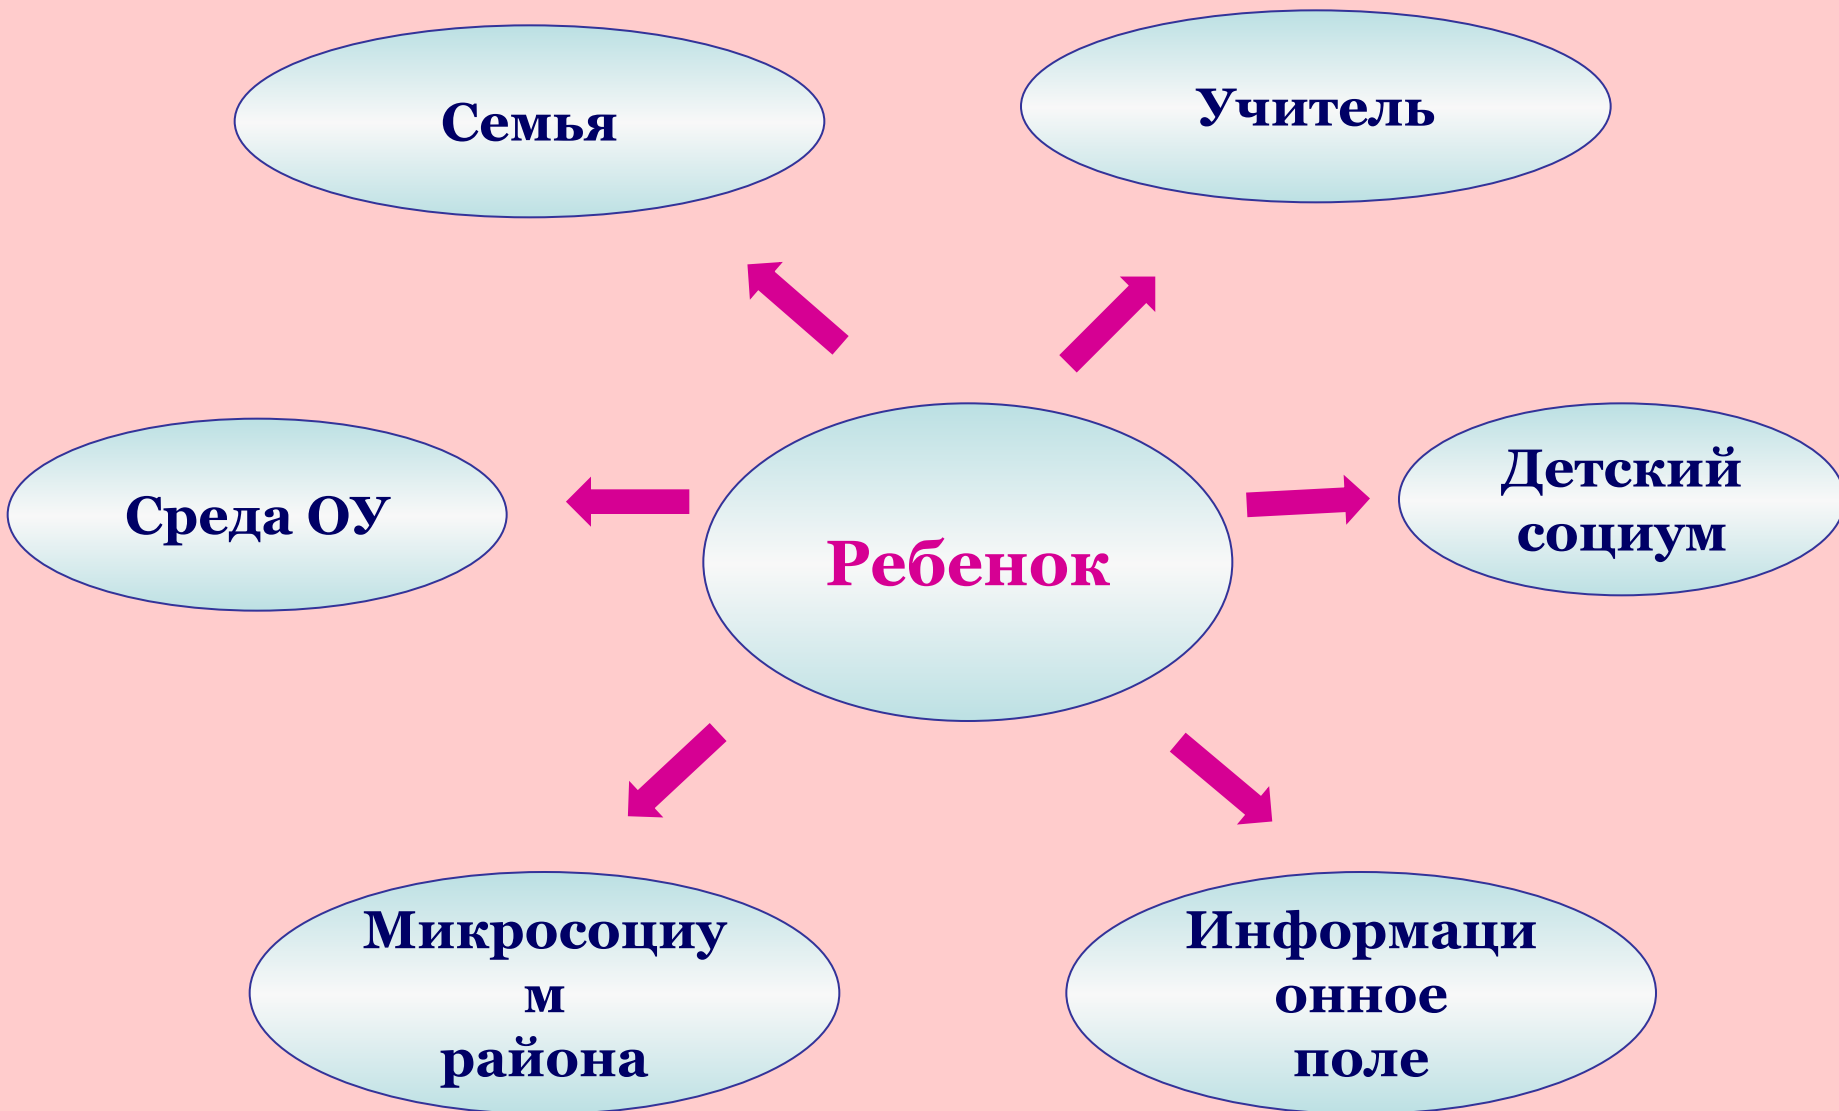 Семья
Учитель
Среда ОУ
Ребенок
Детский
социум
Микросоциу
м
района
Информаци
онное
поле